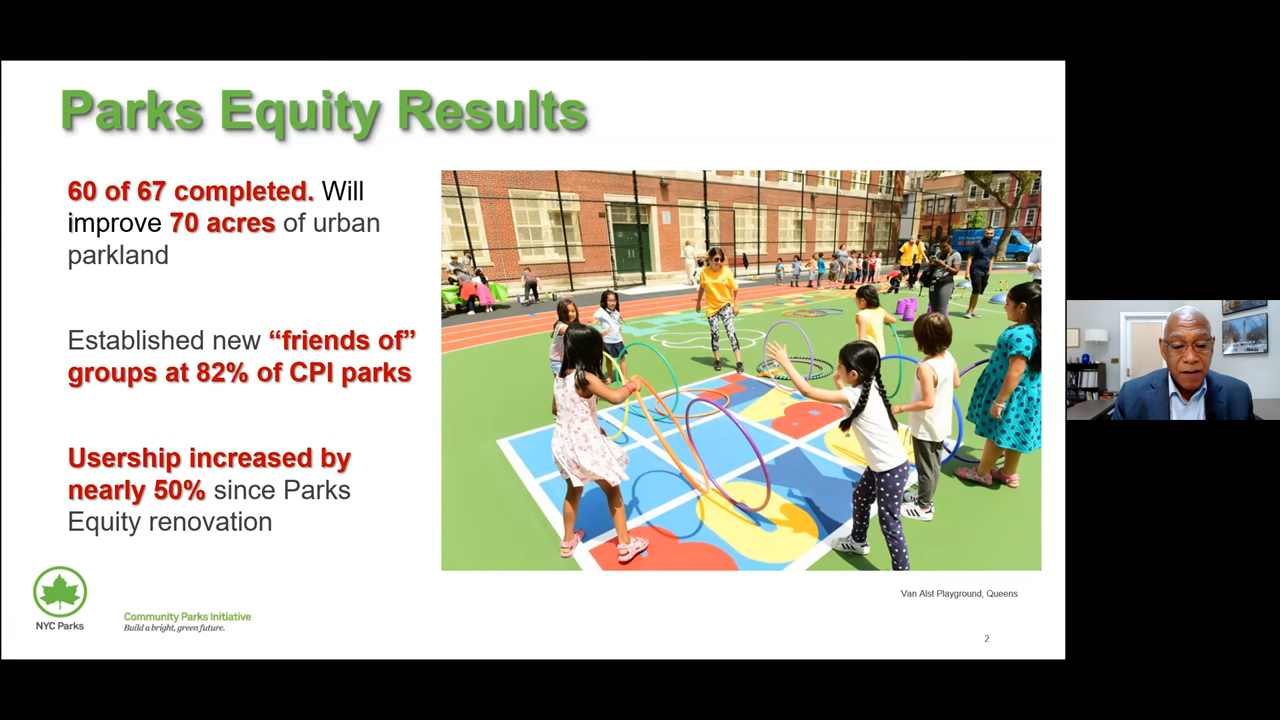 Parks Equity Results
60 of 67 completed. Will
improve 70 acres of urban
parkland
Established new “friends of”
groups at 82% of CPI parks
Usership increased by
nearly 50% since Parks
Equity renovation
Van Alst Playground, Queens
NYC Parks
Community Parks Initiative
Build a bright, green future.
2